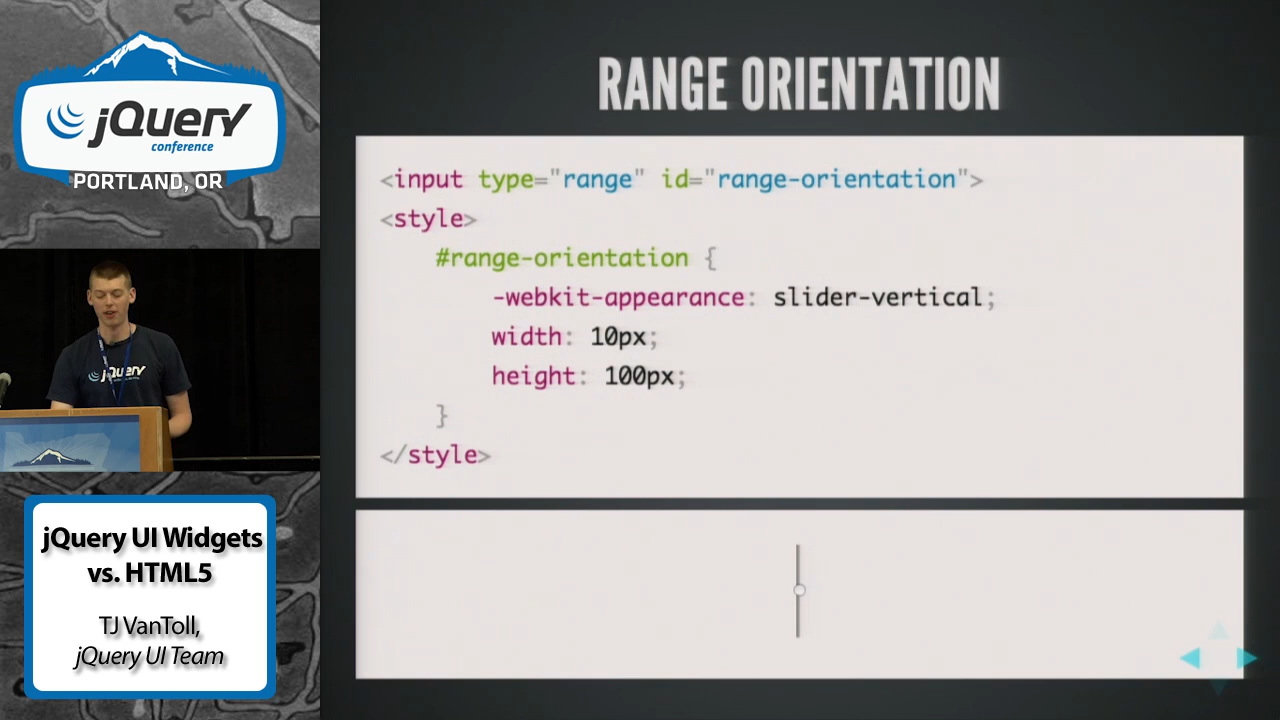 jQuery
conference
PORTLAND, OR
jQuery
jQuery UI Widgets
vs. HTML5
TJ VanToll,
jQuery UI Team
RANGE ORIENTATION
<input type="range" id="range-orientation">
<style>
#range-orientation {
-webkit-appearance: slider-vertical;
width: 10px;
height: 100px;
}
</style>